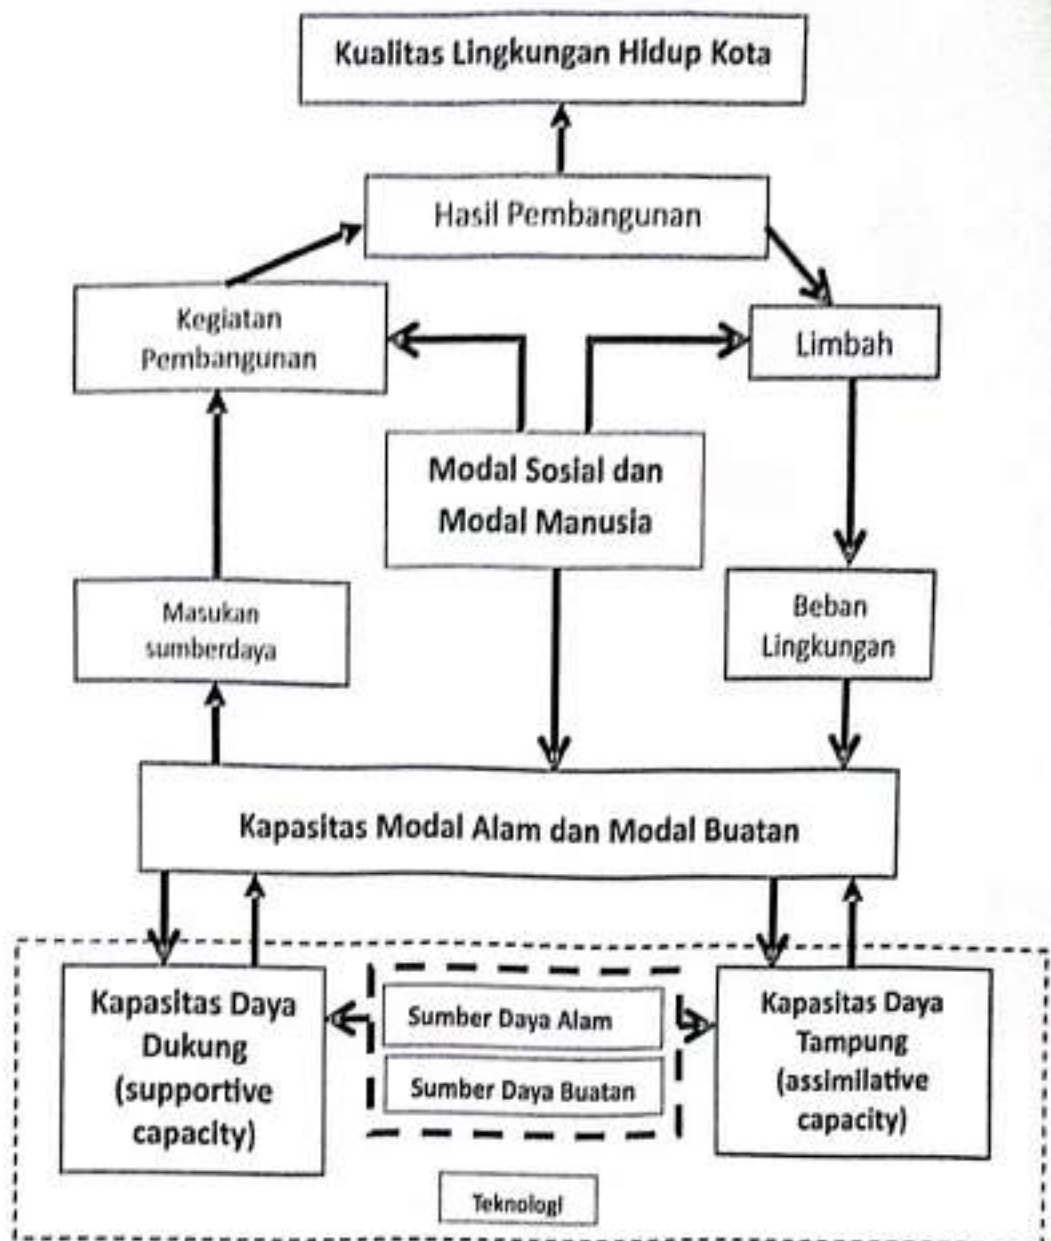 Kualitas Lingkungan Hidup Kota
Hasil Pembangunan
Kegiatan
Pembangunan
Limbah
Modal Sosial dan
Modal Manusia
Masukan
sumberdaya
Beban
Lingkungan
Kapasitas Modal Alam dan Modal Buatan
Kapasitas Daya
Dukung
(supportive
capacity)
Sumber Daya Alam
Sumber Daya Buatan
Kapasitas Daya
Tampung
(assimilative
capacity)
Teknologi